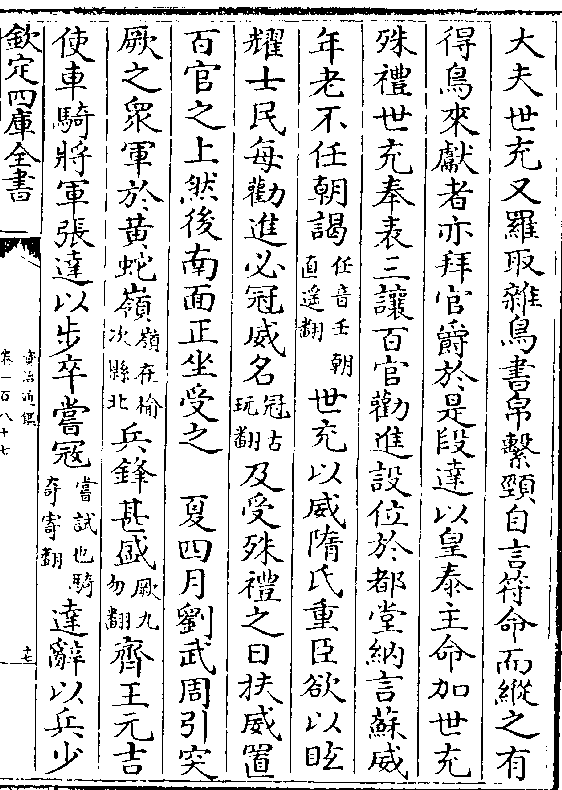 大夫世充又羅取雜鳥書帛繫頸自言符命而縱之有
得鳥來獻者亦拜官爵於是段達以皇泰主命加世充
殊禮世充奉表三讓百官勸進設位於都堂納言蘇威
年老不任朝謁任音壬朝直遥翻世充以威隋氏重臣欲以眩
耀士民每勸進必冠威名冠古玩翻及受殊禮之日扶威置
百官之上然後南面正坐受之 夏四月劉武周引突
厥之衆軍於黃蛇嶺嶺在榆次縣北兵鋒甚盛厥九勿翻齊王元吉
使車騎將軍張達以步卒嘗冦嘗試也騎奇寄翻達辭以兵少
欽定四庫全書
資治通鑑
卷一百八十七
十七